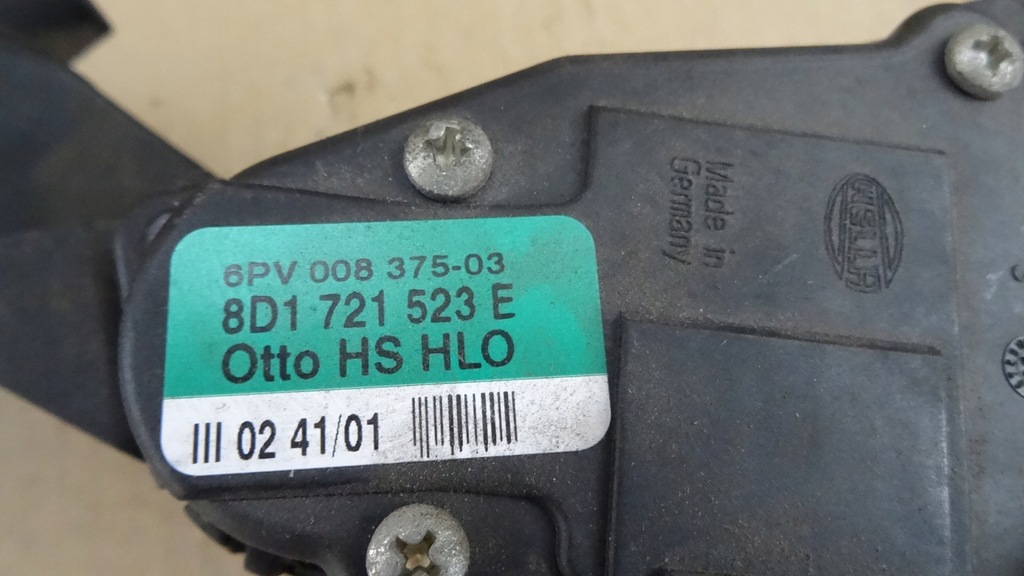 6PV 008 375-03
8D1 721 523 E
Otto HS HLO
III 02 41/01
Made in
Germany
HELLA